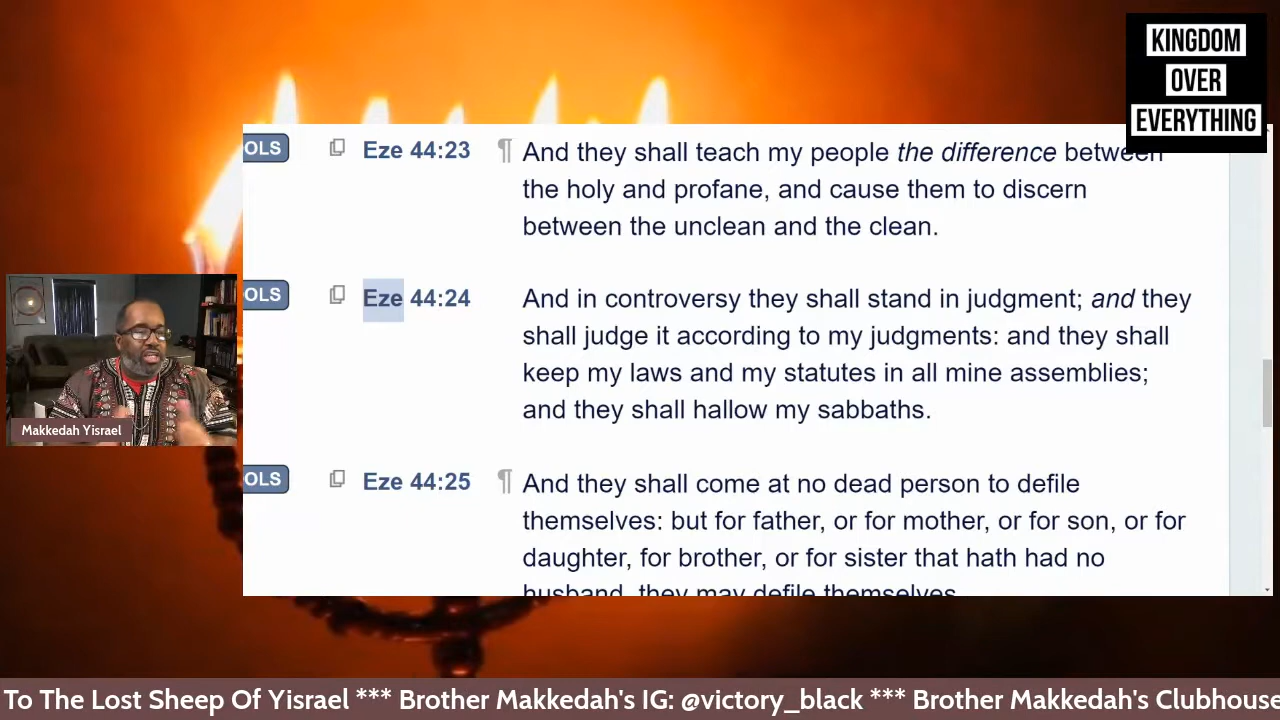 KINGDOM
OVER
EVERYTHING
OLS Eze 44:23 ¶ And they shall teach my people the difference between
the holy and profane, and cause them to discern
between the unclean and the clean.
OLS Eze 44:24 And in controversy they shall stand in judgment; and they
shall judge it according to my judgments: and they shall
keep my laws and my statutes in all mine assemblies;
and they shall hallow my sabbaths.
OLS Eze 44:25 ¶ And they shall come at no dead person to defile
themselves: but for father, or for mother, or for son, or for
daughter, for brother, or for sister that hath had no
husband, they may defile themselves.
Makkedah Yisrael
To The Lost Sheep Of Yisrael *** Brother Makkedah's IG: @victory_black *** Brother Makkedah's Clubhouse